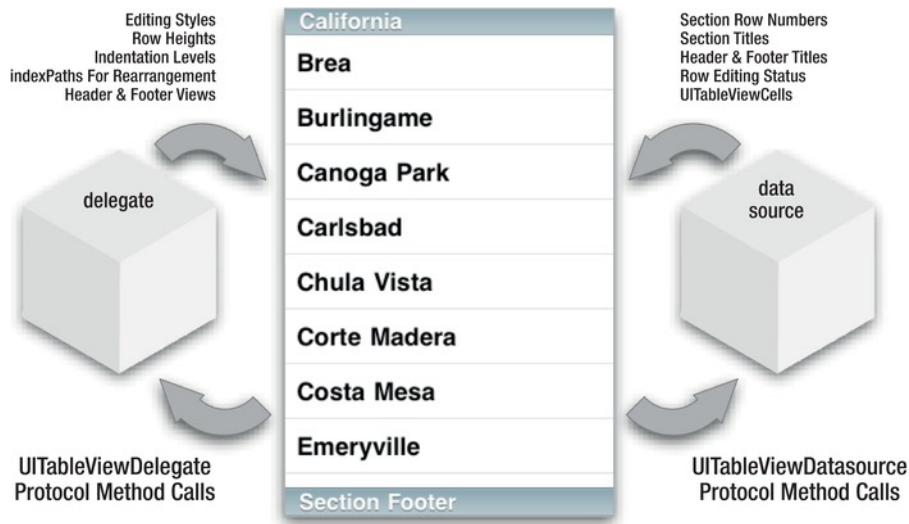 Editing Styles
Row Heights
Indentation Levels
indexPaths For Rearrangement
Header & Footer Views
delegate
UITableViewDelegate
Protocol Method Calls
California
Brea
Burlingame
Canoga Park
Carlsbad
Chula Vista
Corte Madera
Costa Mesa
Emeryville
Section Footer
Section Row Numbers
Section Titles
Header & Footer Titles
Row Editing Status
UITableViewCells
data
source
UITableViewDatasource
Protocol Method Calls